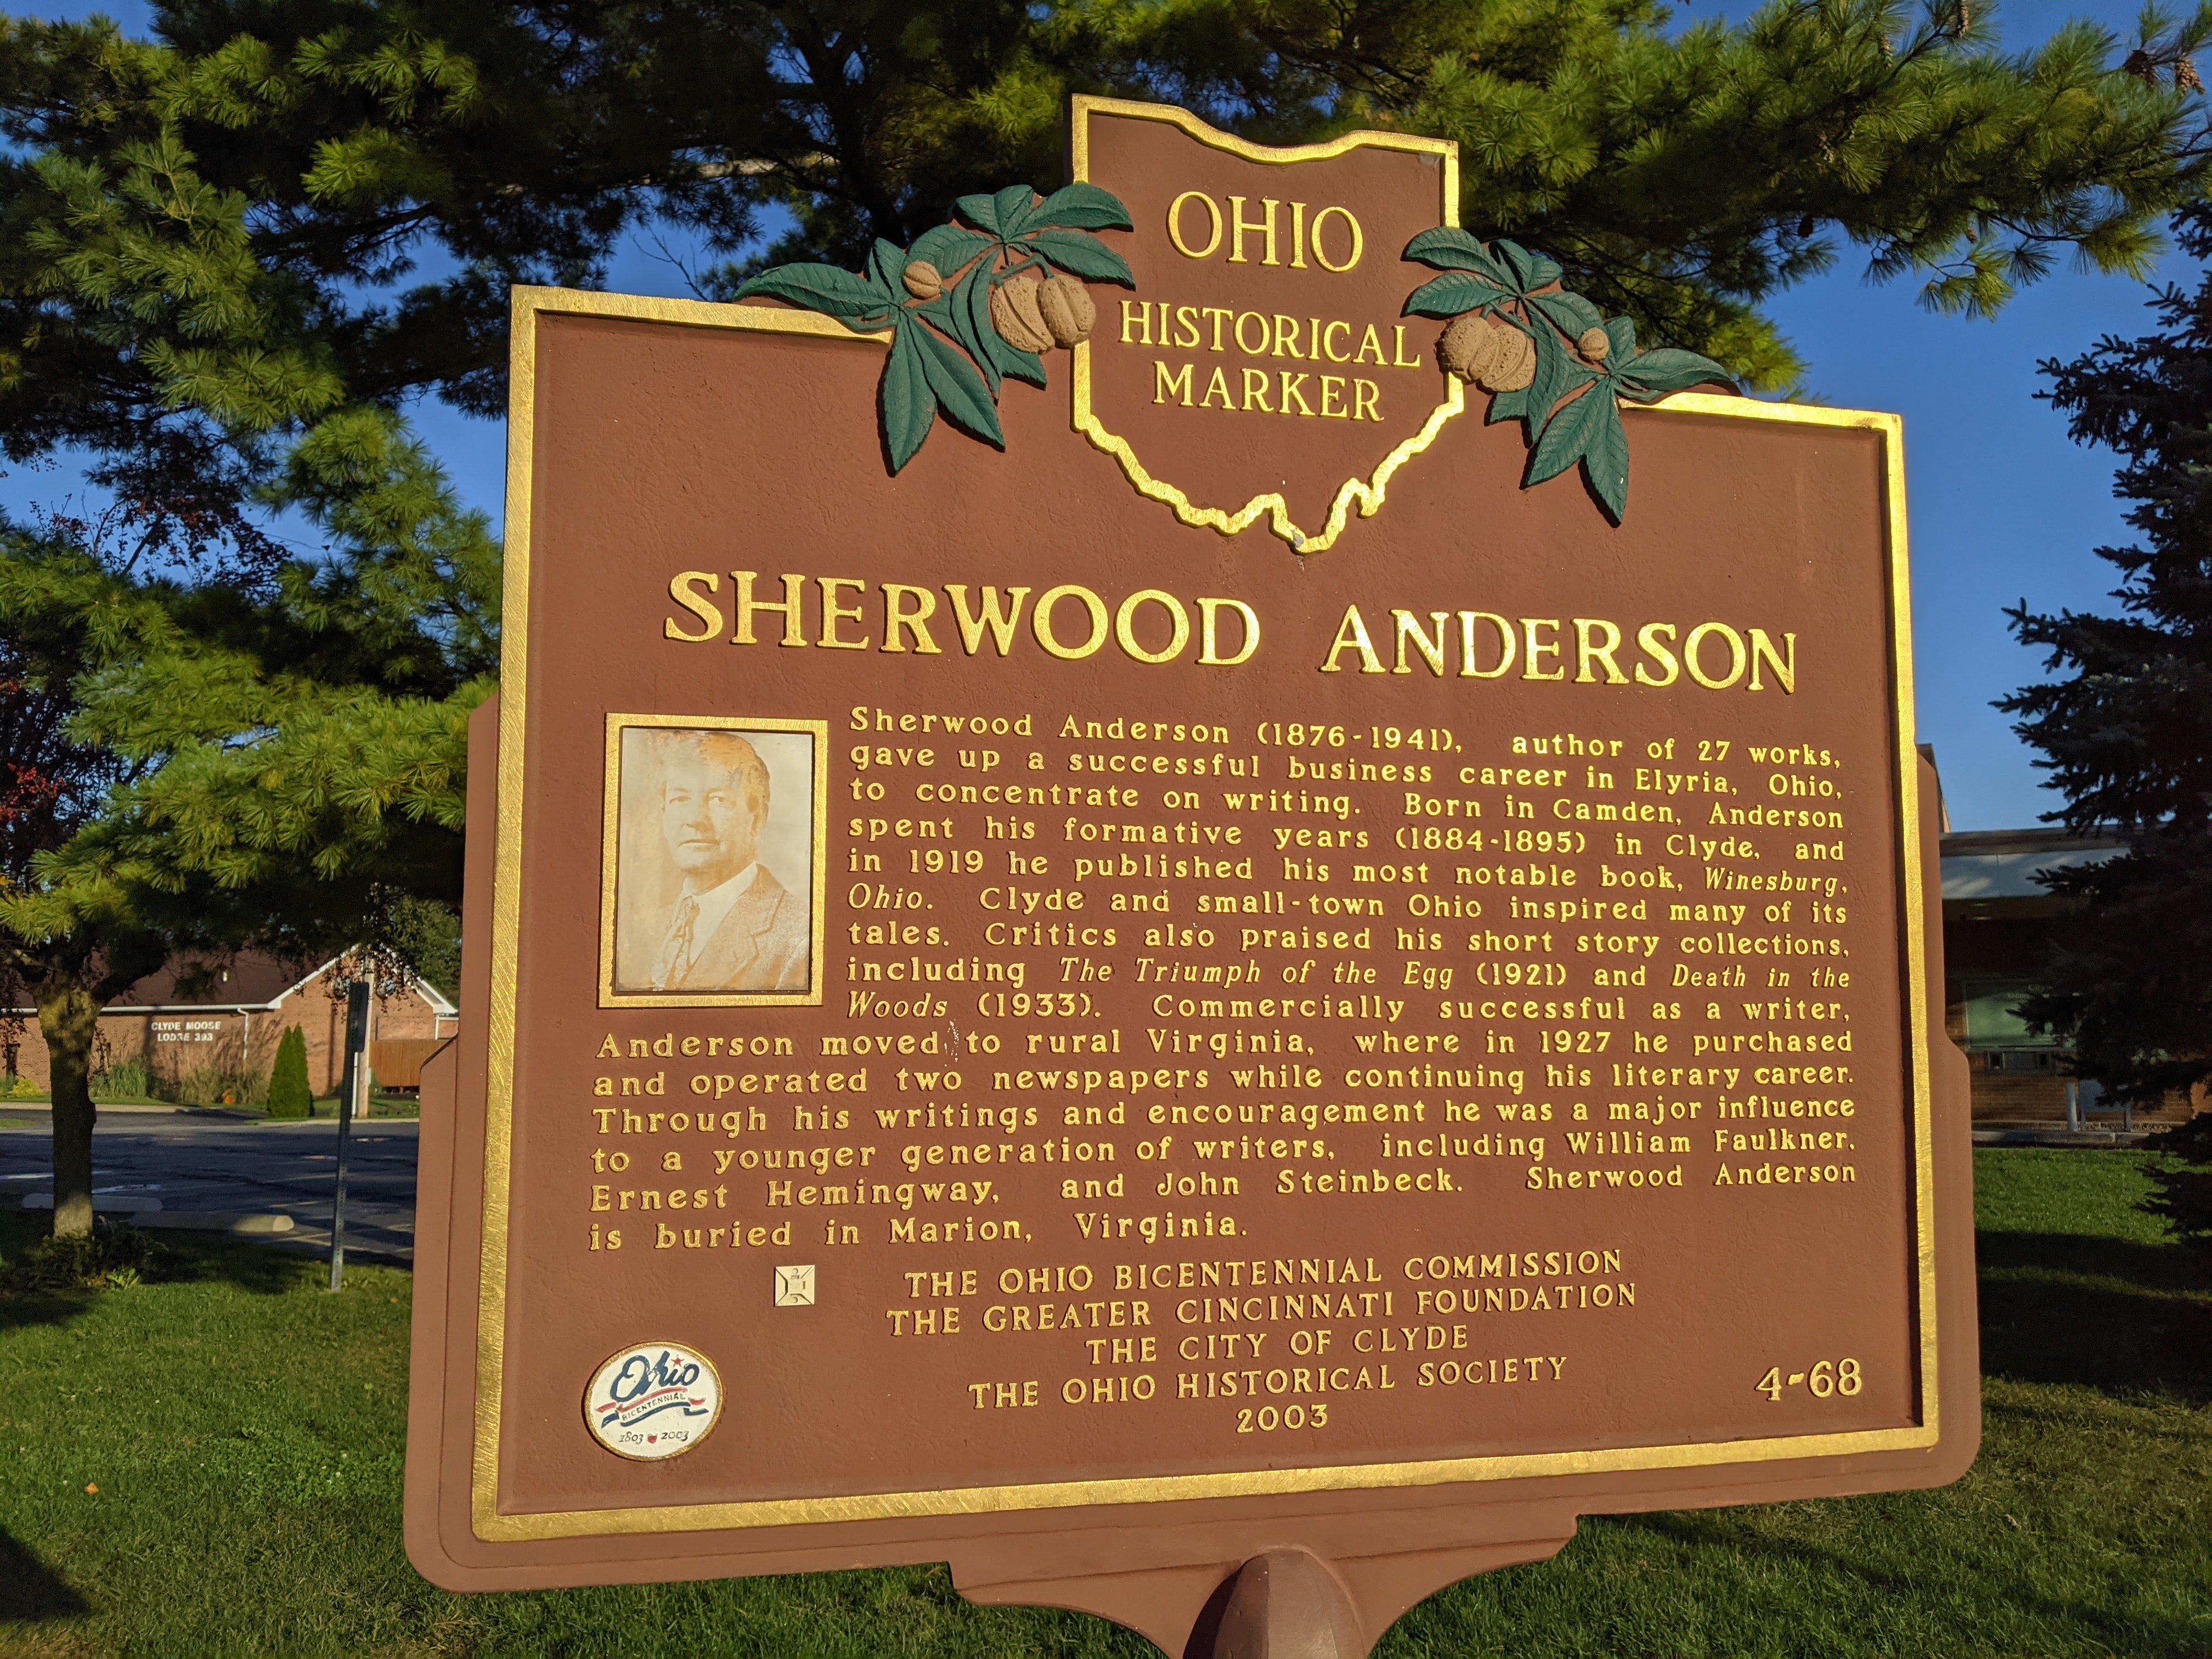 OHIO
HISTORICAL
MARKER
SHERWOOD ANDERSON
Sherwood Anderson (1876-1941), author of 27 works,
gave up a successful business career in Elyria, Ohio,
to concentrate on writing. Born in Camden, Anderson
spent his formative years (1884-1895) in Clyde, and
in 1919 he published his most notable book, Winesburg,
Ohio. Clyde and small-town Ohio inspired many of its
tales. Critics also praised his short story collections,
including The Triumph of the Egg (1921) and Death in the
Woods (1933). Commercially successful as a writer,
Anderson moved to rural Virginia, where in 1927 he purchased
and operated two newspapers while continuing his literary career.
Through his writings and encouragement he was a major influence
to a younger generation of writers, including William Faulkner,
Ernest Hemingway, and John Steinbeck. Sherwood Anderson
is buried in Marion, Virginia.
THE OHIO BICENTENNIAL COMMISSION
THE GREATER CINCINNATI FOUNDATION
THE CITY OF CLYDE
THE OHIO HISTORICAL SOCIETY
2003
4-68
Ohio
BICENTENNIAL
1803 2003
CLYDE MOOSE
LODGE 393